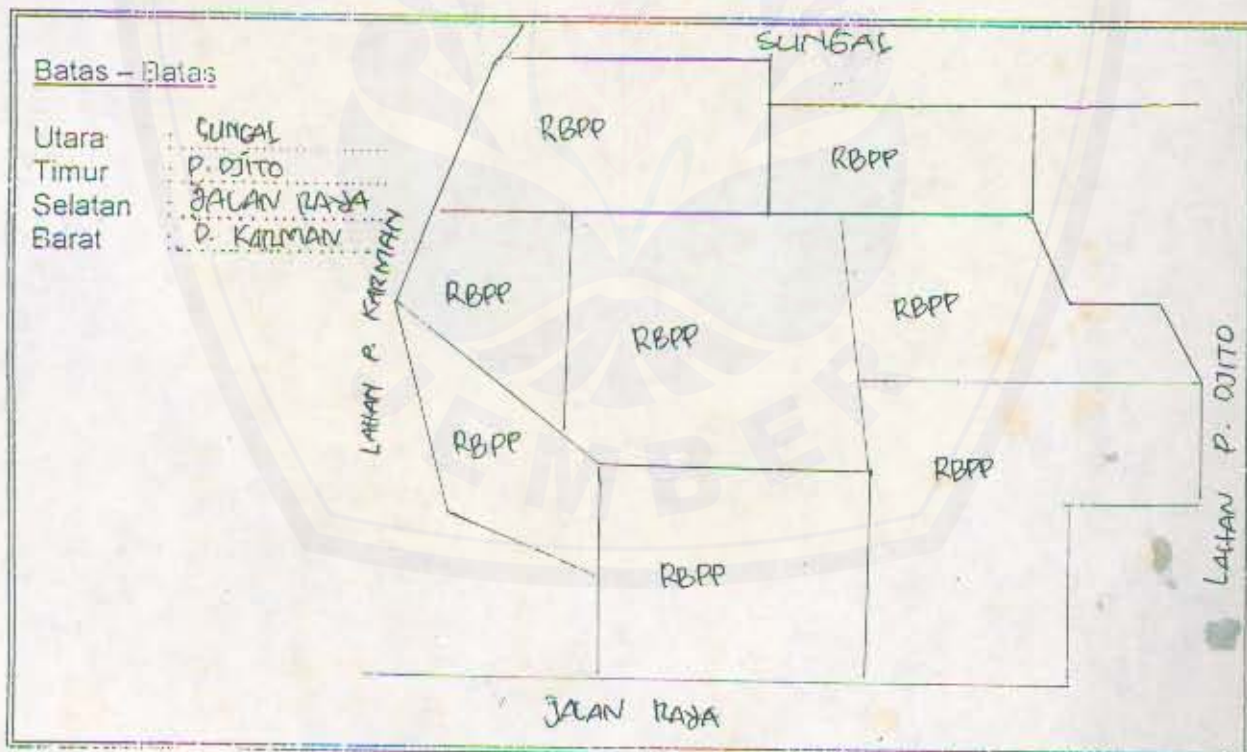 SUNGAI
Batas – Batas
Utara : SUNGAI
Timur : P. DJITO
Selatan : JALAN RAYA
Barat : P. KARMAN
RBPP
RBPP
LAHAN P. KARMAN
RBPP
RBPP
RBPP
LAHAN P. DJITO
RBPP
RBPP
RBPP
JALAN RAYA
JEMBER